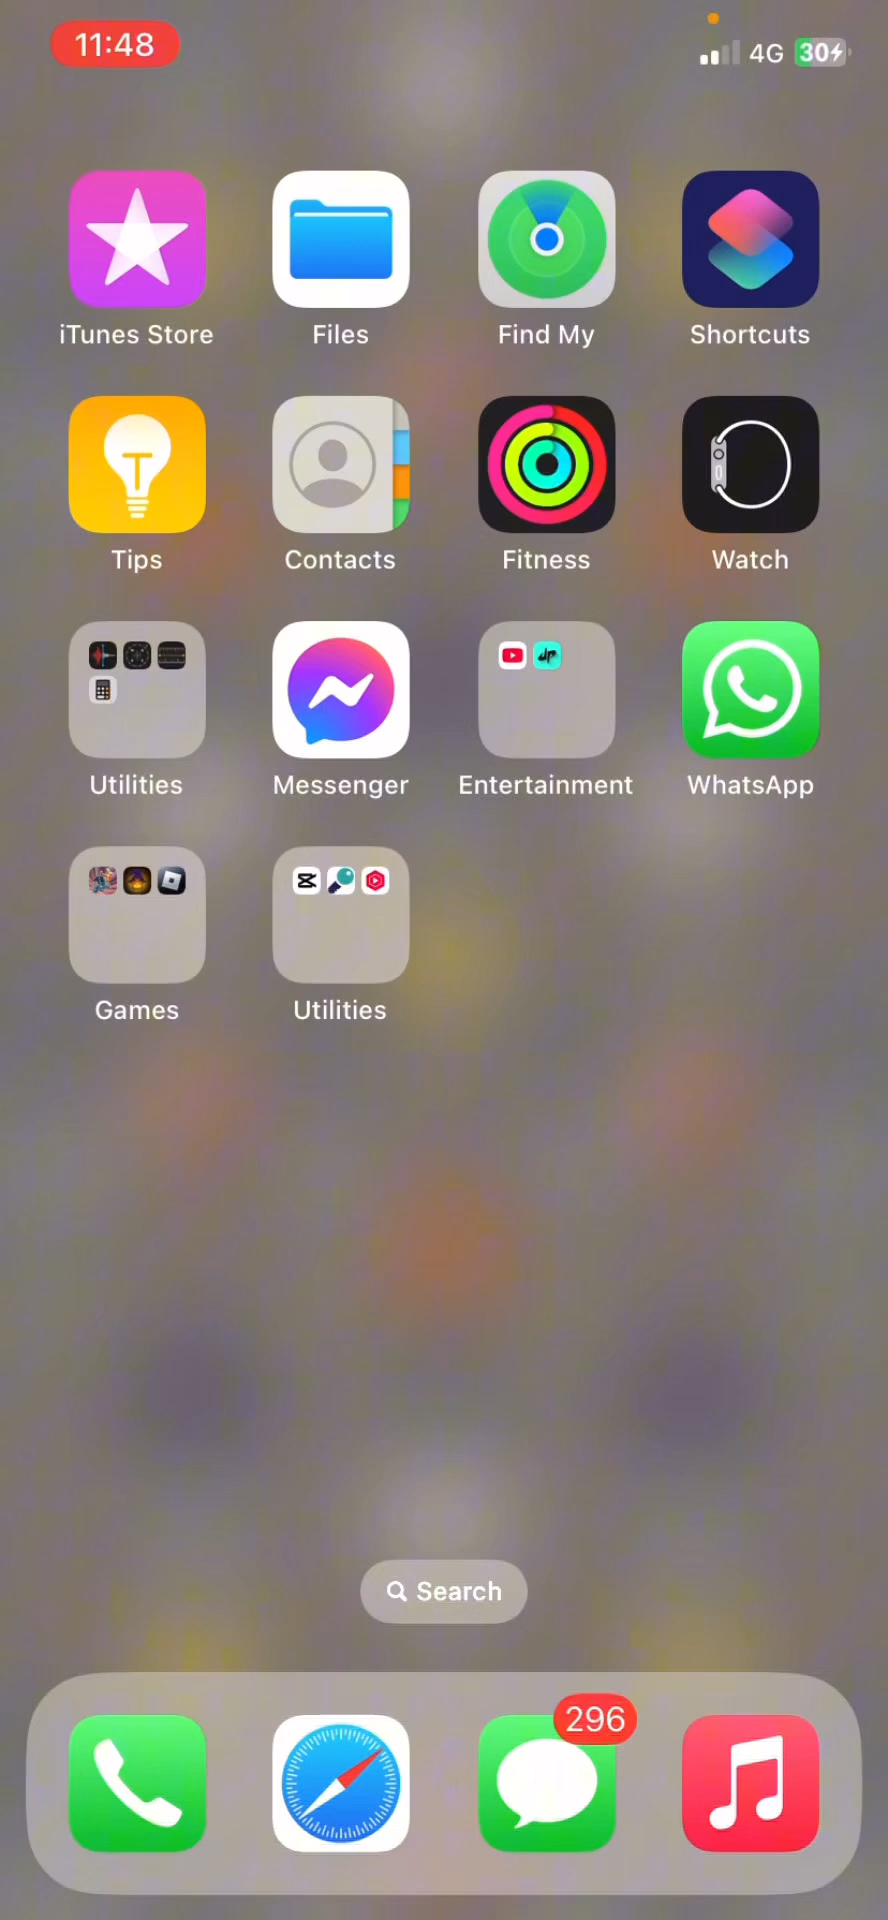 11:48
4G 30
iTunes Store
Files
Find My
Shortcuts
Tips
Contacts
Fitness
Watch
Utilities
Messenger
Entertainment
WhatsApp
Games
Utilities
Search
296